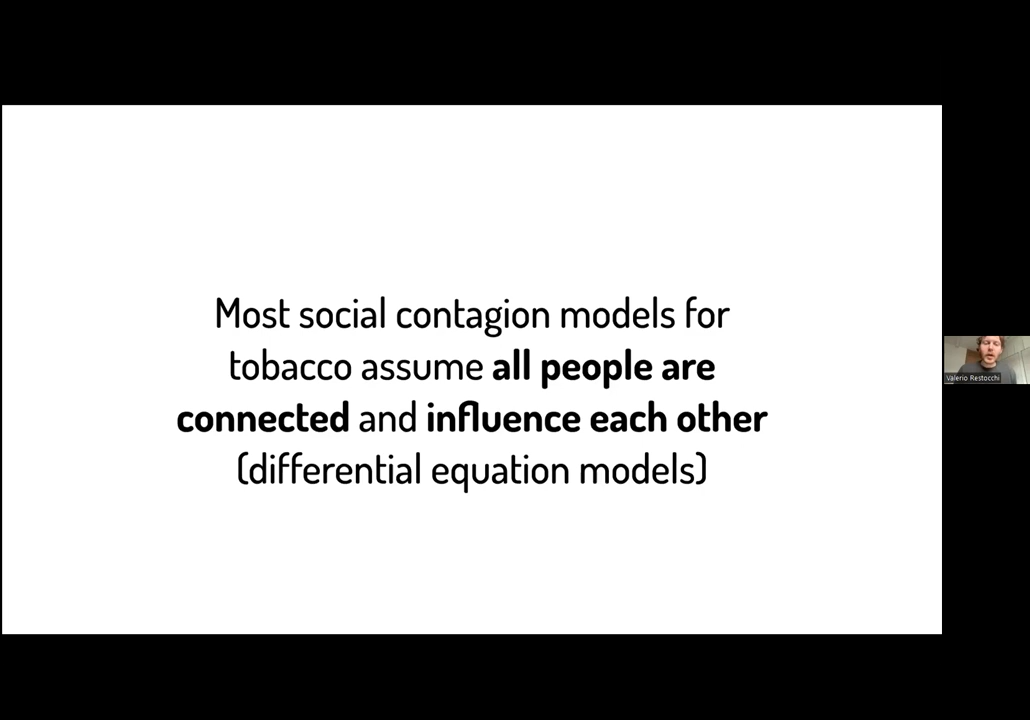 Most social contagion models for
tobacco assume all people are
connected and influence each other
(differential equation models)
Valerio Restocchi